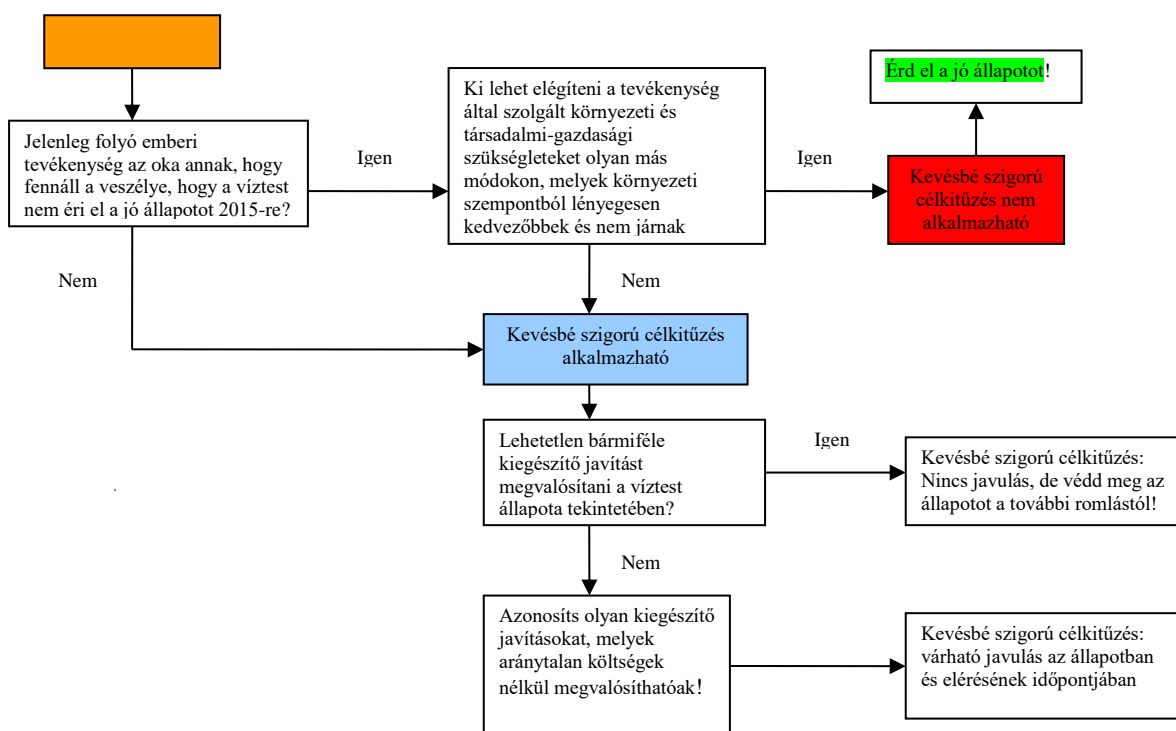 Jelenleg folyó emberi
tevékenység az oka annak, hogy
fennáll a veszélye, hogy a víztest
nem éri el a jó állapotot 2015-re?
Igen
Ki lehet elégíteni a tevékenység
által szolgált környezeti és
társadalmi-gazdasági
szükségleteket olyan más
módokon, melyek környezeti
szempontból lényegesen
kedvezőbbek és nem járnak
Igen
Érd el a jó állapotot!
Kevésbé szigorú
célkitűzés nem
alkalmazható
Nem
Nem
Kevésbé szigorú célkitűzés
alkalmazható
Lehetetlen bármiféle
kiegészítő javítást
megvalósítani a víztest
állapota tekintetében?
Igen
Kevésbé szigorú célkitűzés:
Nincs javulás, de védd meg az
állapotot a további romlástól!
Nem
Azonosíts olyan kiegészítő
javításokat, melyek
aránytalan költségek
nélkül megvalósíthatóak!
Kevésbé szigorú célkitűzés:
várható javulás az állapotban
és elérésének időpontjában